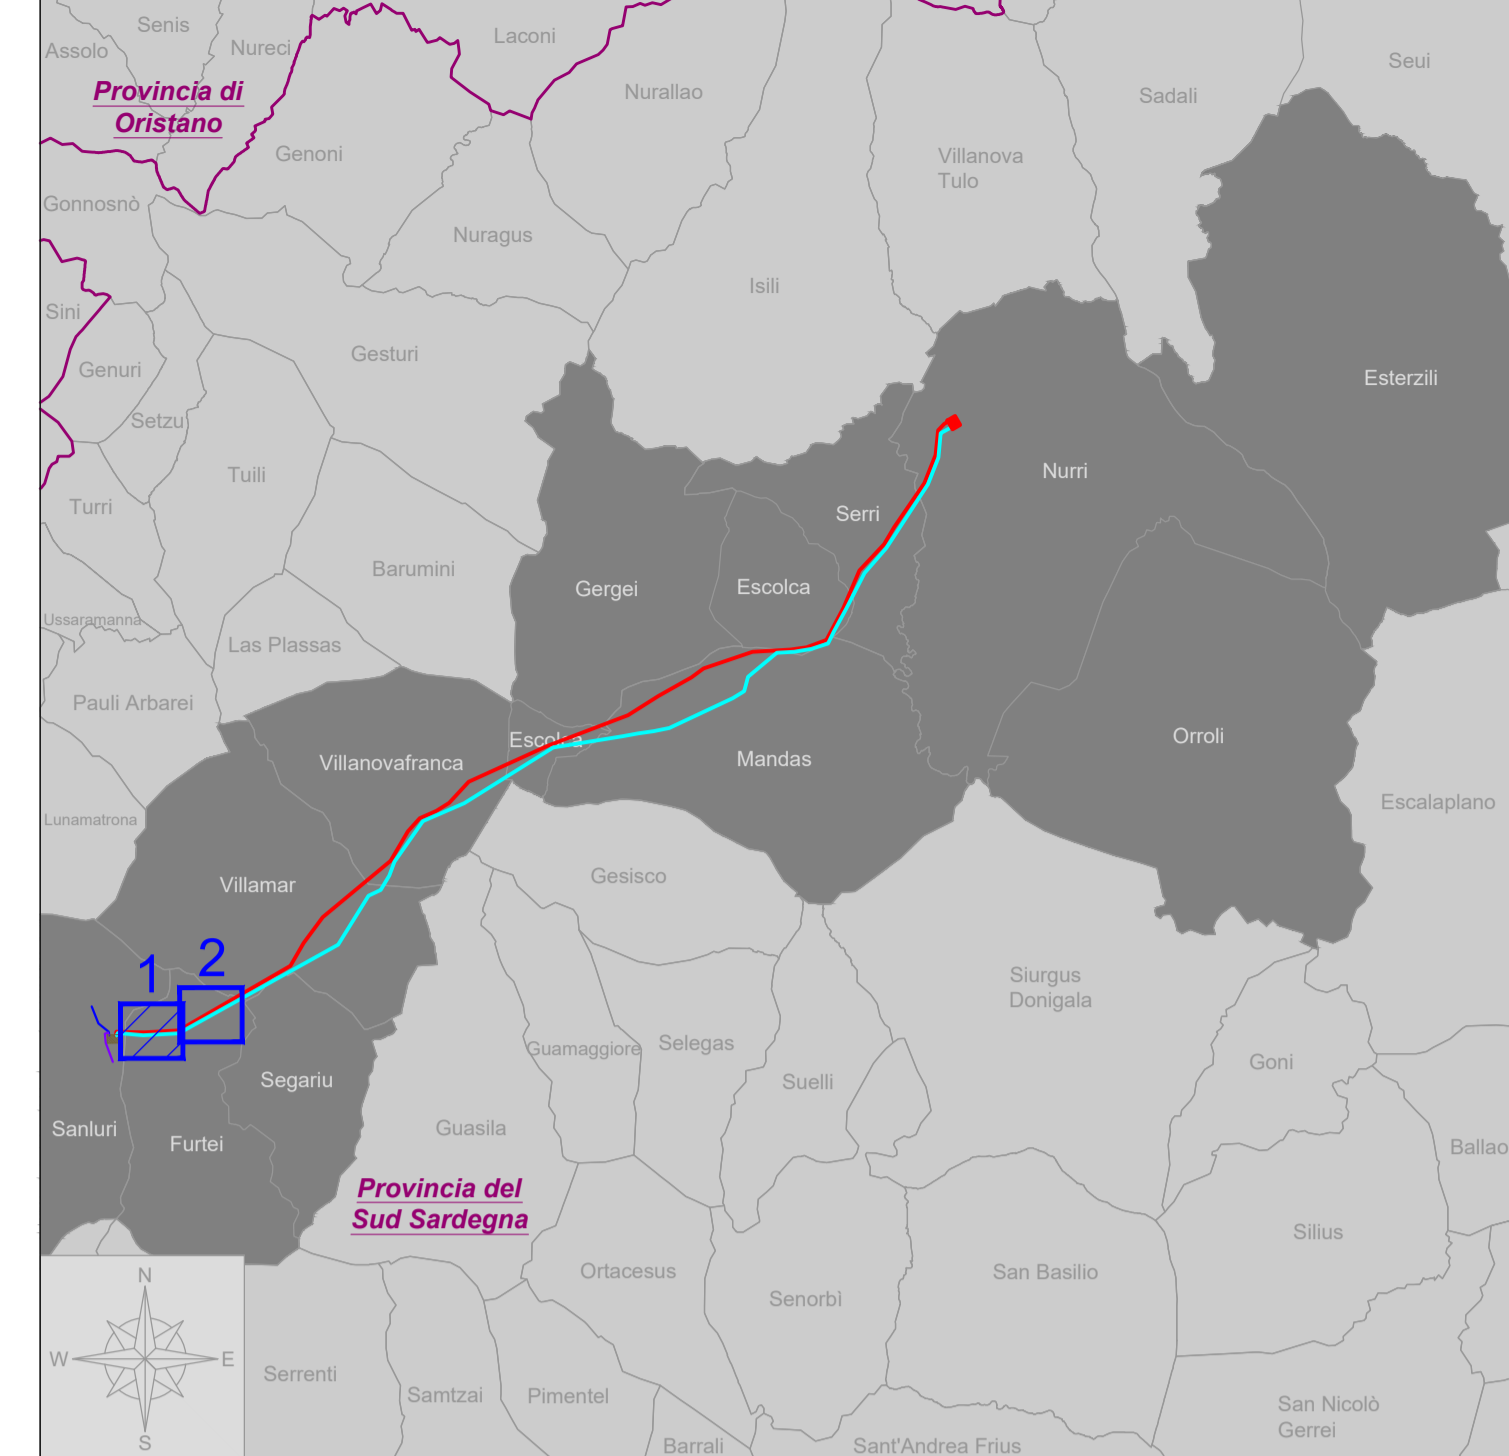 Senis
Laconi
Assolo
Nureci
Seui
Provincia di
Oristano
Nurallao
Sadali
Genoni
Villanova
Tulo
Gonnosnò
Nuragus
Isili
Sini
Gesturi
Genuri
Esterzili
Setzu
Tuili
Nurri
Turri
Serri
Barumini
Gergei
Escolca
Ussaramanna
Las Plassas
Pauli Arbarei
Escolca
Orroli
Villanovafranca
Mandas
Escalaplano
Lunamatrona
Villamar
Gesisco
1
2
Siurgus
Donigala
Guamaggiore
Selegas
Goni
Segariu
Suelli
Sanluri
Furtei
Guasila
Ballao
Provincia del
Sud Sardegna
Silius
Ortacesus
San Basilio
Senorbì
N
W
E
S
Serrenti
Samtzai
Pimentel
San Nicolò
Gerrei
Barrali
Sant'Andrea Frius